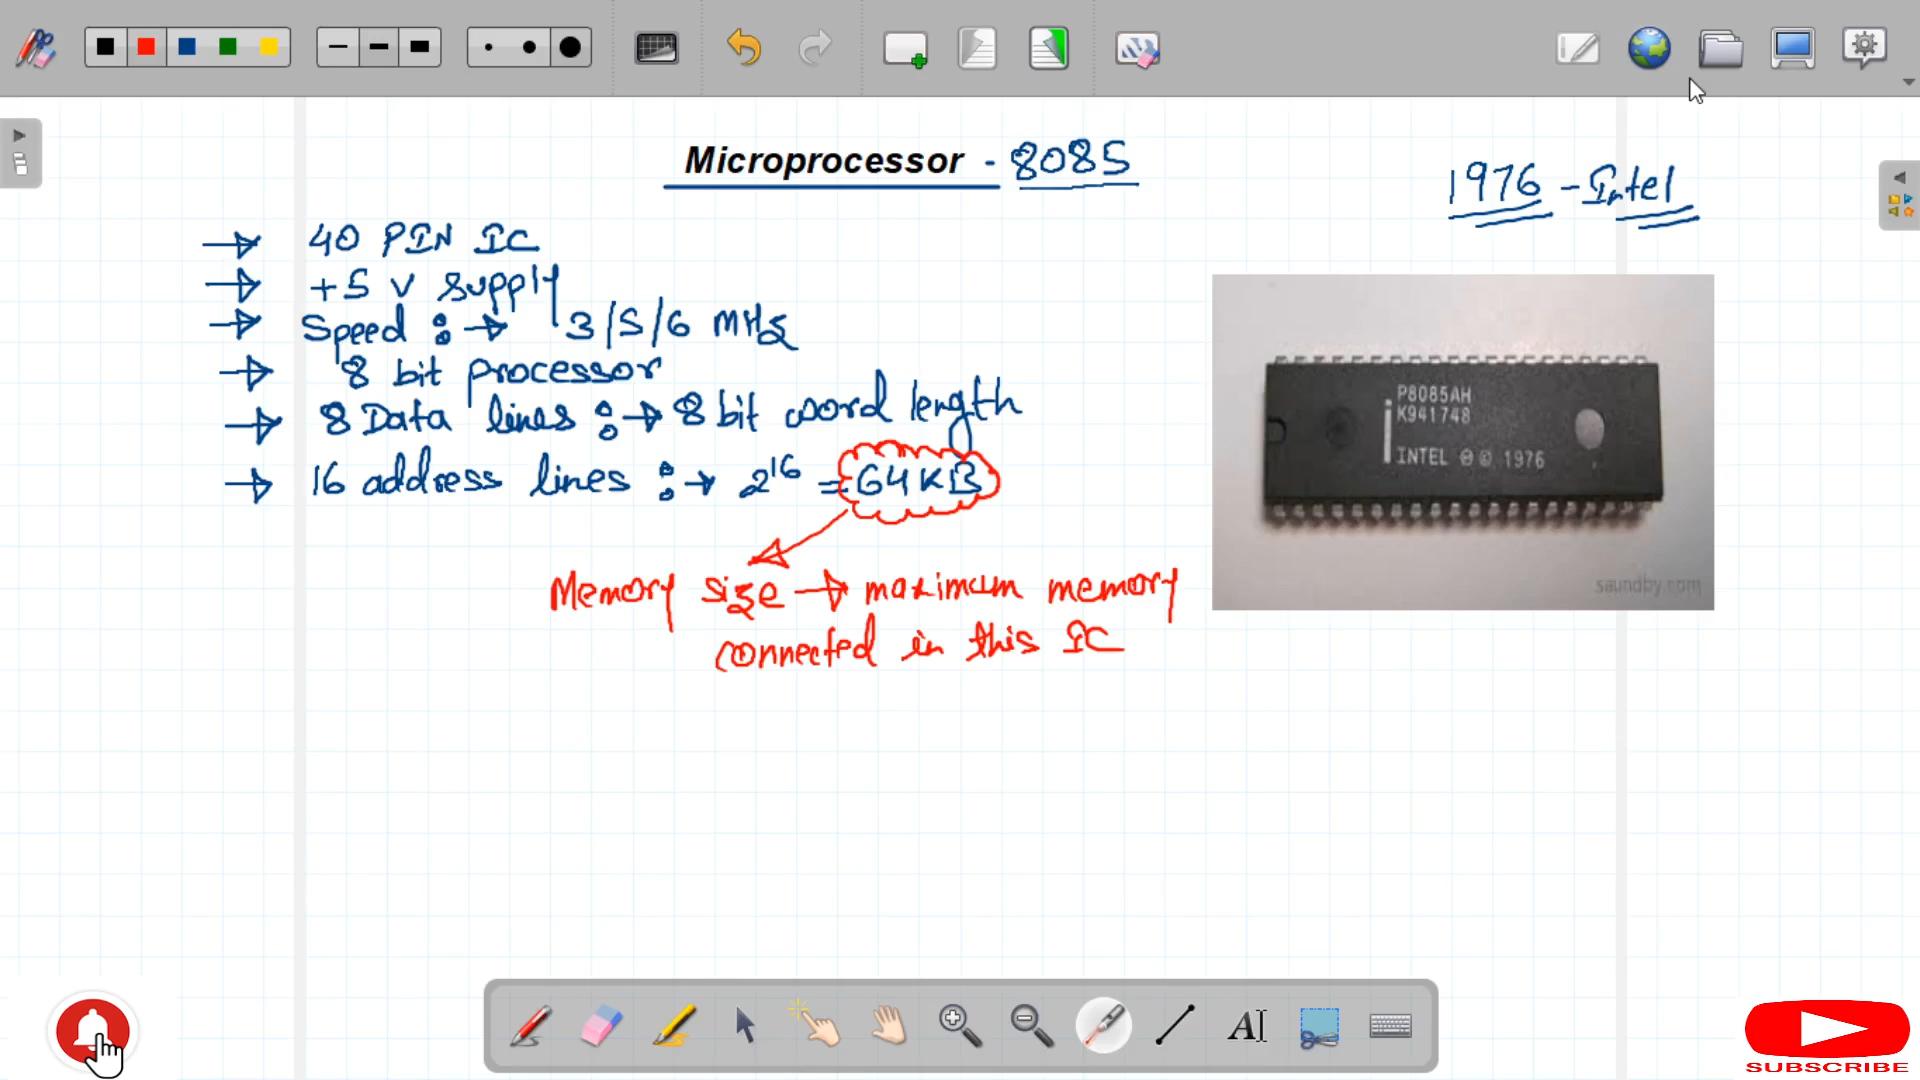 Microprocessor - 8085
1976 - Intel
→ 40 PIN IC
→ +5 V supply
→ Speed : → 3/5/6 MHz
→ 8 bit processor
→ 8 Data lines : → 8 bit word length
→ 16 address lines : → 2^16 = 64KB
Memory size → maximum memory
connected in this IC
P8085AH
K941748
INTEL Ⓜ © 1976
saundby.com
AI
SUBSCRIBE